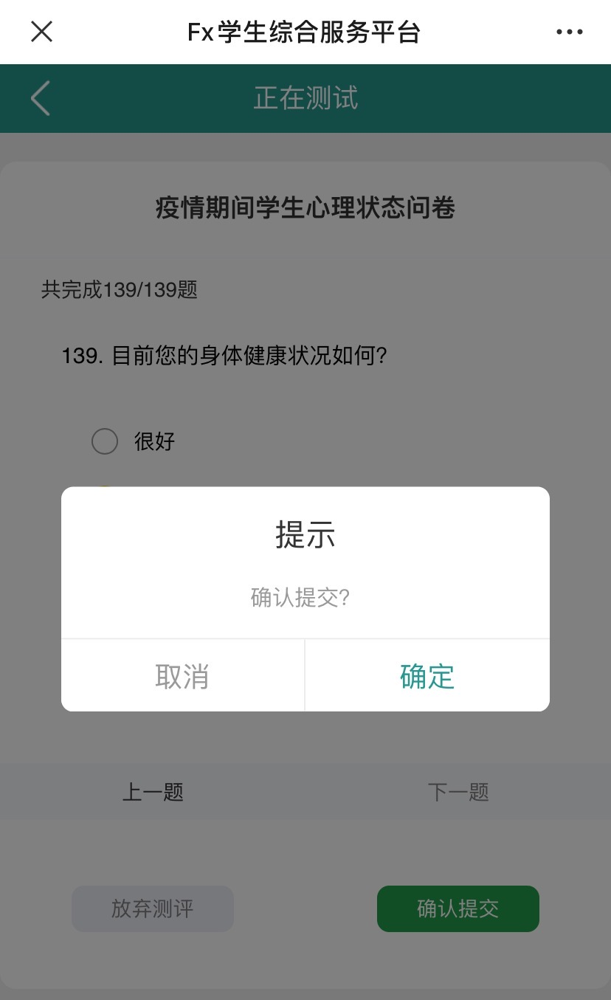 Fx学生综合服务平台
正在测试
疫情期间学生心理状态问卷
共完成139/139题
139. 目前您的身体健康状况如何?
很好
提示
确认提交?
取消 确定
上一题 下一题
放弃测评 确认提交